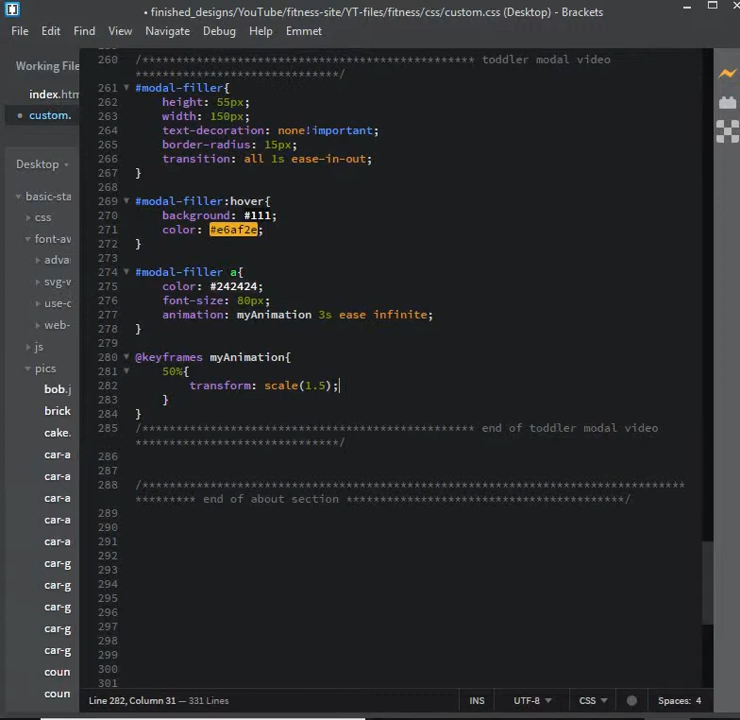 • finished_designs/YouTube/fitness-site/YT-files/fitness/css/custom.css (Desktop) - Brackets
File Edit Find View Navigate Debug Help Emmet
Working File
index.htm
custom.
Desktop
basic-sta
css
font-av
adva
svg-v
use-c
web-
js
pics
bob.j
brick
cake.
car-a
car-a
car-a
car-a
car-g
car-g
car-g
car-g
car-g
coun
coun
260 /************************************************* toddler modal video
******************************/
261 #modal-filler{
262 height: 55px;
263 width: 150px;
264 text-decoration: none!important;
265 border-radius: 15px;
266 transition: all 1s ease-in-out;
267 }
268
269 #modal-filler:hover{
270 background: #111;
271 color: #e6af2e;
272 }
273
274 #modal-filler a{
275 color: #242424;
276 font-size: 80px;
277 animation: myAnimation 3s ease infinite;
278 }
279
280 @keyframes myAnimation{
281 50%{
282 transform: scale(1.5);
283 }
284 }
285 /************************************************* end of toddler modal video
******************************/
286
287
288 /********************************************************************************
********* end of about section *****************************************/
289
290
291
292
293
294
295
296
297
298
299
300
301
Line 282, Column 31 — 331 Lines
INS UTF-8 CSS Spaces: 4